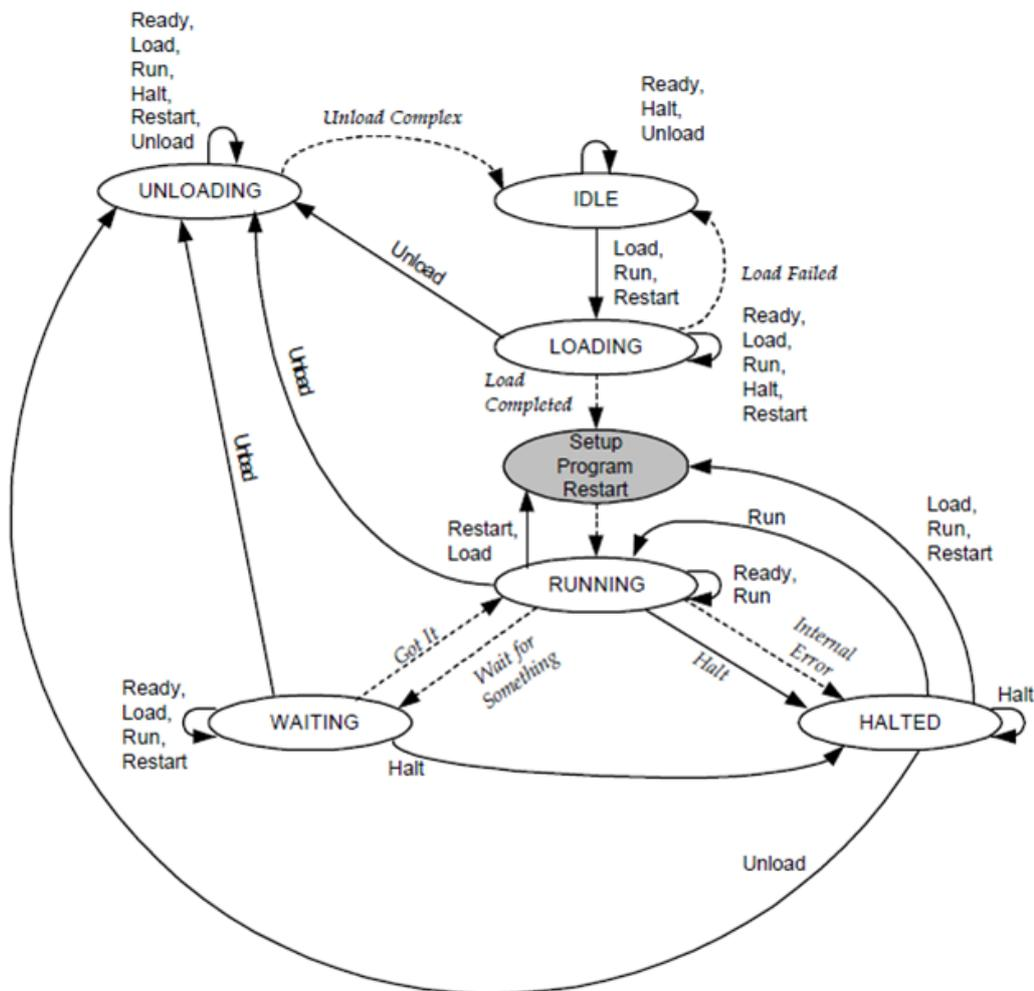 Ready,
Load,
Run,
Halt,
Restart,
Unload
Unload Complex
Ready,
Halt,
Unload
UNLOADING
IDLE
Unload
Load,
Run,
Restart
Load Failed
LOADING
Ready,
Load,
Run,
Halt,
Restart
Load
Completed
Unload
Setup
Program
Restart
Unload
Restart,
Load
Run
Load,
Run,
Restart
RUNNING
Ready,
Run
Got It
Wait for
Something
Halt
Internal
Error
Ready,
Load,
Run,
Restart
WAITING
HALTED
Halt
Halt
Unload